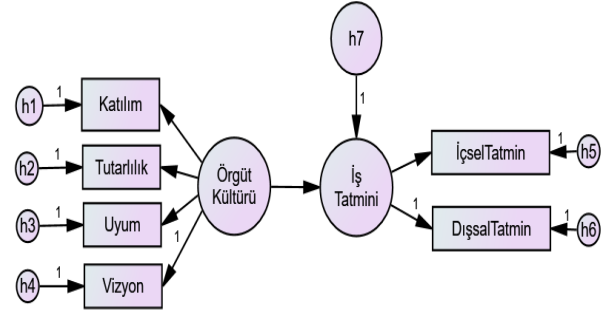 h7
1
h1
1
Katılım
h2
1
Tutarlılık
h3
1
Uyum
h4
1
Vizyon
1
Örgüt
Kültürü
İş
Tatmini
İçselTatmin
1
h5
1
DışsalTatmin
1
h6